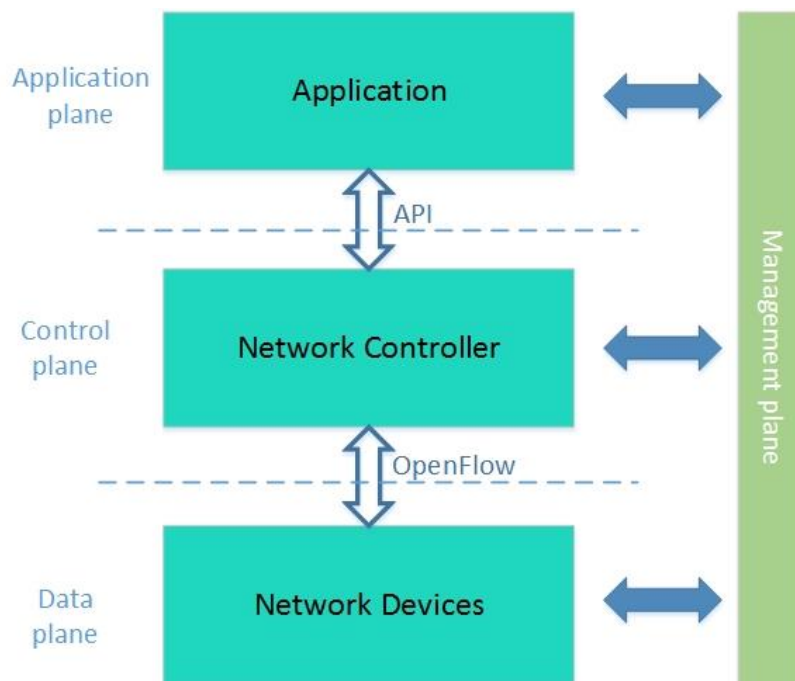 Application
plane
Application
API
Control
plane
Network Controller
OpenFlow
Data
plane
Network Devices
Management plane